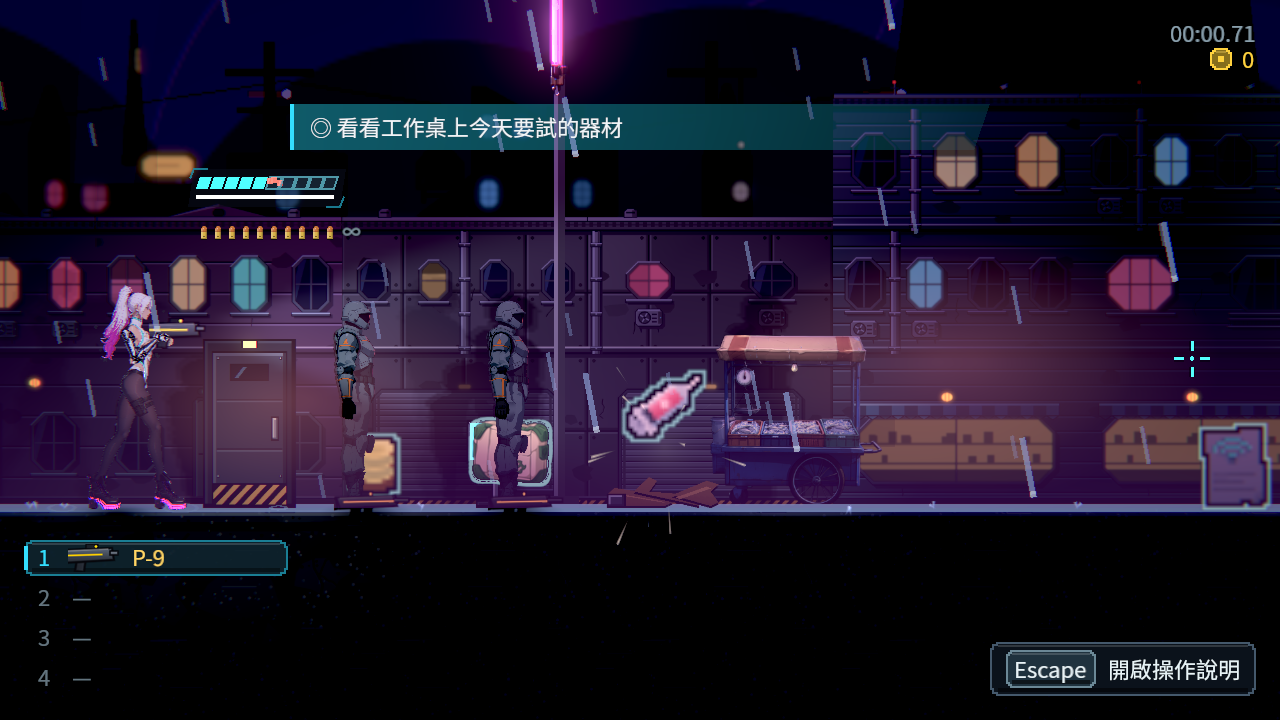 00:00.71
0
◎ 看看工作桌上今天要試的器材
∞
1 P-9
2 —
3 —
4 —
Escape 開啟操作說明